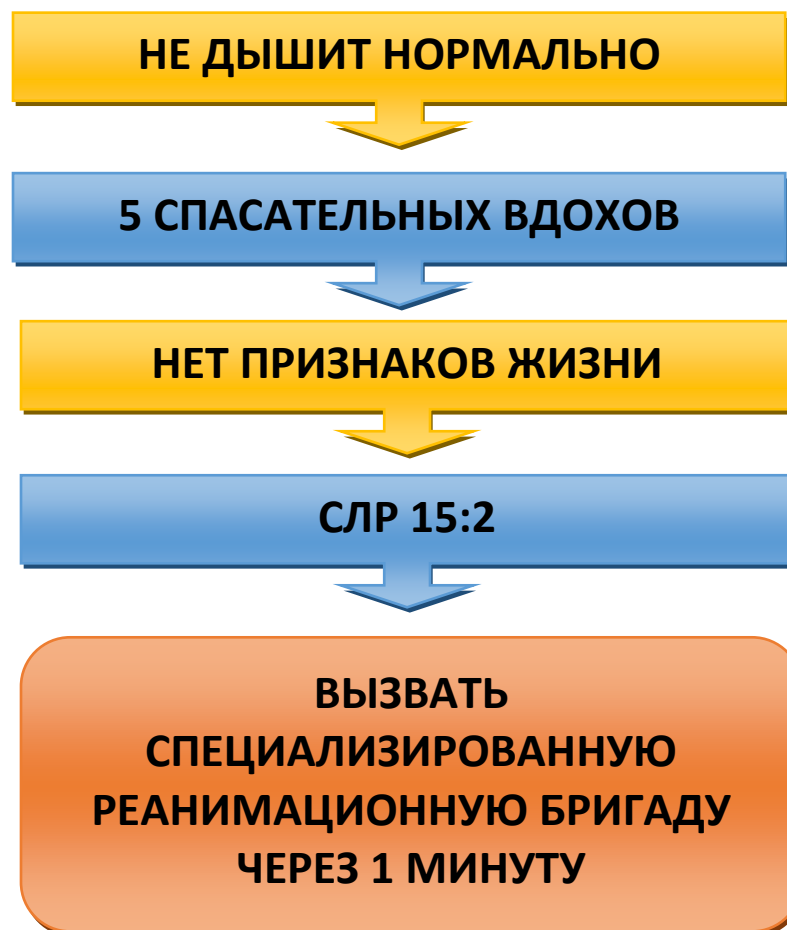 НЕ ДЫШИТ НОРМАЛЬНО
5 СПАСАТЕЛЬНЫХ ВДОХОВ
НЕТ ПРИЗНАКОВ ЖИЗНИ
СЛР 15:2
ВЫЗВАТЬ
СПЕЦИАЛИЗИРОВАННУЮ
РЕАНИМАЦИОННУЮ БРИГАДУ
ЧЕРЕЗ 1 МИНУТУ